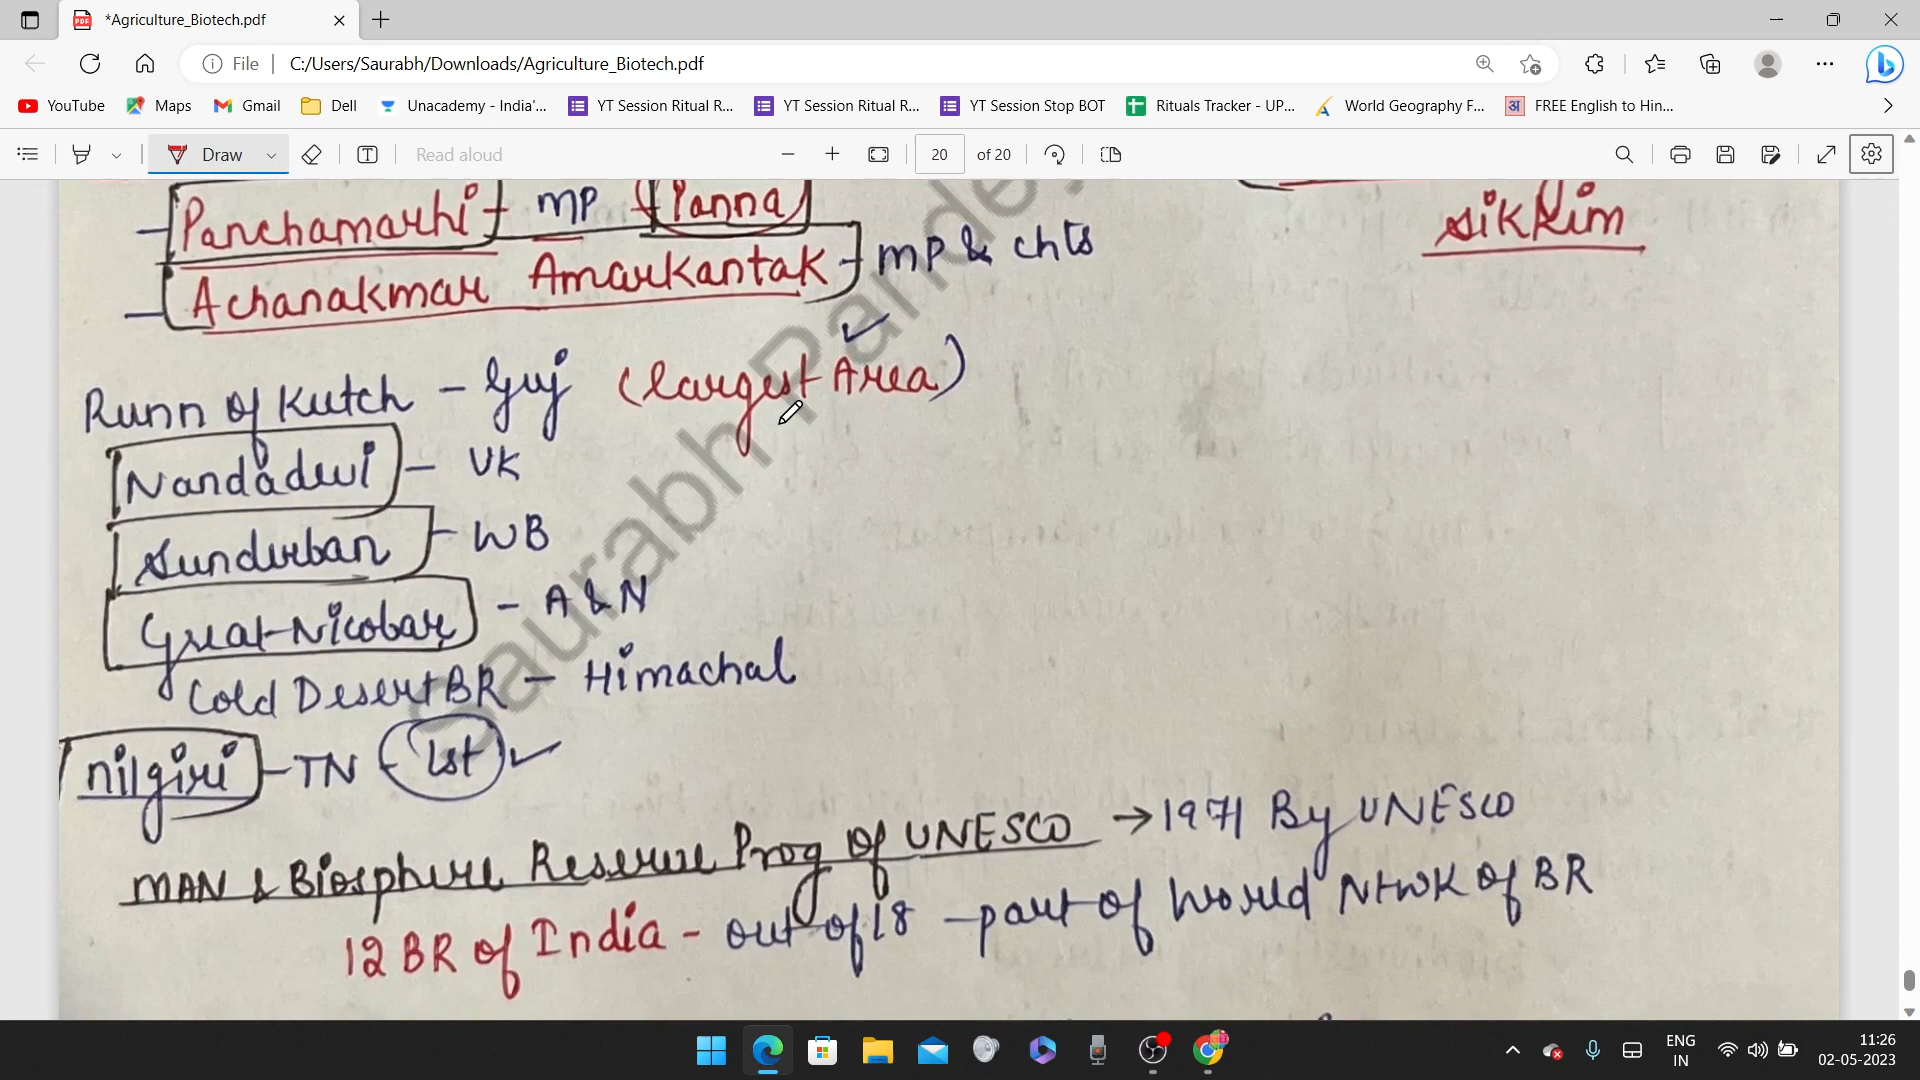 *Agriculture_Biotech.pdf
File
C:/Users/Saurabh/Downloads/Agriculture_Biotech.pdf
YouTube Maps Gmail Dell Unacademy - India'... YT Session Ritual R... YT Session Ritual R... YT Session Stop BOT Rituals Tracker - UP... World Geography F... FREE English to Hin...
Draw Read aloud 20 of 20
Panchamarhi - MP - (Panna)
Sikkim
Achanakmar Amarkantak - MP & chts
Runn of Kutch - Guj (largest Area)
Nandadevi - UK
Sunderban - WB
Great-Nicobar - A & N
Cold Desert BR - Himachal
nilgiri - TN - 1st
MAN & Biosphere Reserve Prog of UNESCO → 1971 By UNESCO
12 BR of India - out of 18 - part of World NtWK of BR
Saurabh Pande
ENG
IN
11:26
02-05-2023